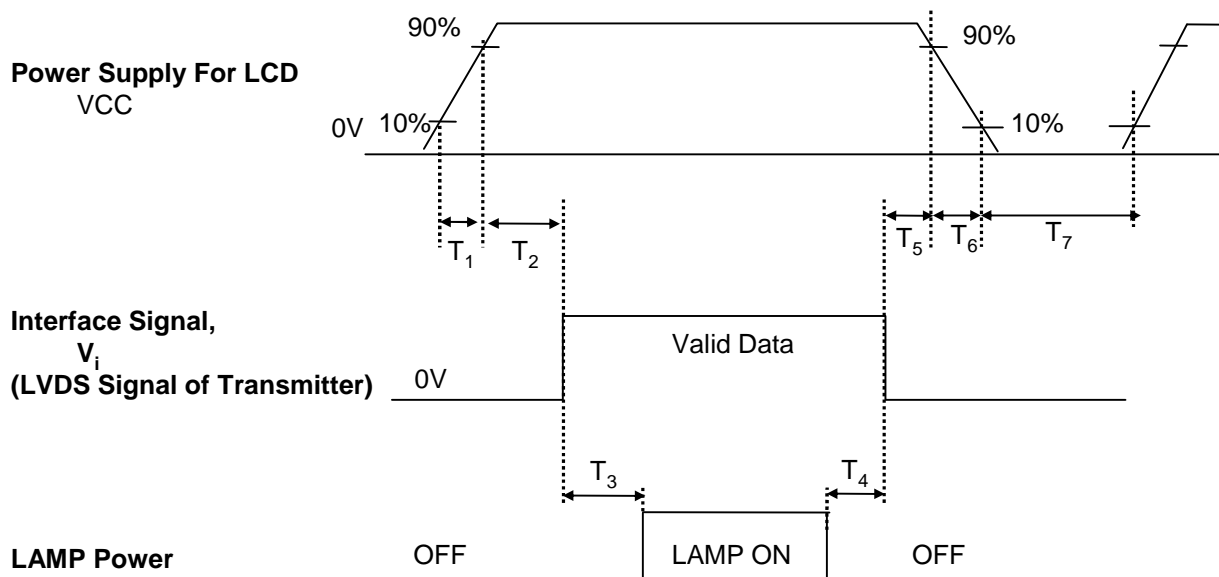 90%
90%
Power Supply For LCD
VCC
0V
10%
10%
T1
T2
T5
T6
T7
Interface Signal,
Vi
(LVDS Signal of Transmitter)
0V
Valid Data
T3
T4
LAMP Power
OFF
LAMP ON
OFF